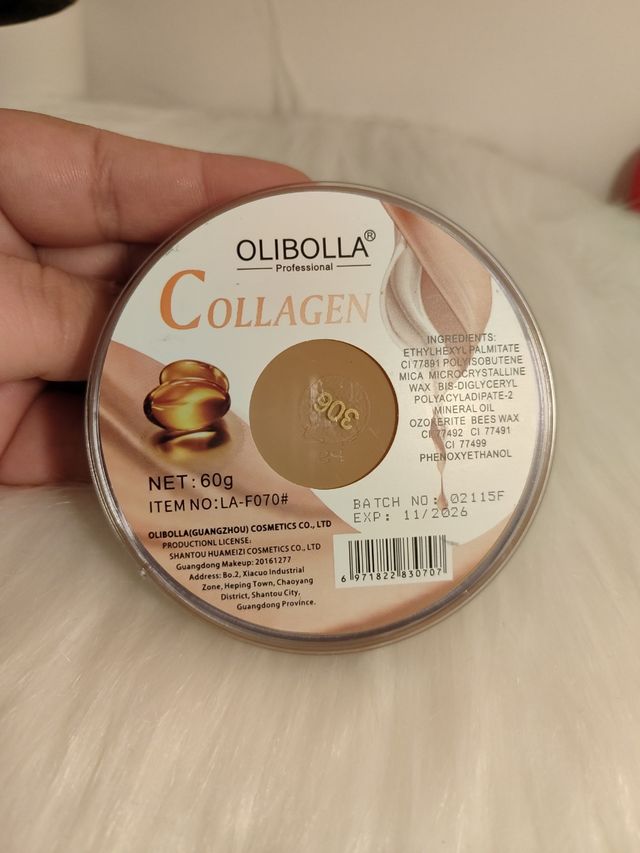 OLIBOLLA®
Professional
COLLAGEN
INGREDIENTS:
ETHYLHEXYL PALMITATE
CI 77891 POLYISOBUTENE
MICA MICROCRYSTALLINE
WAX BIS-DIGLYCERYL
POLYACYLADIPATE-2
MINERAL OIL
OZOKERITE BEES WAX
CI 77492 CI 77491
CI 77499
PHENOXYETHANOL
306
NET: 60g
ITEM NO:LA-F070#
BATCH NO: 02115F
EXP: 11/2026
OLIBOLLA(GUANGZHOU) COSMETICS CO., LTD
PRODUCTIONL LICENSE:
SHANTOU HUAMEIZI COSMETICS CO., LTD
Guangdong Makeup: 20161277
Address: Bo.2, Xiacuo Industrial
Zone, Heping Town, Chaoyang
District, Shantou City,
Guangdong Province.
6 971822 830707